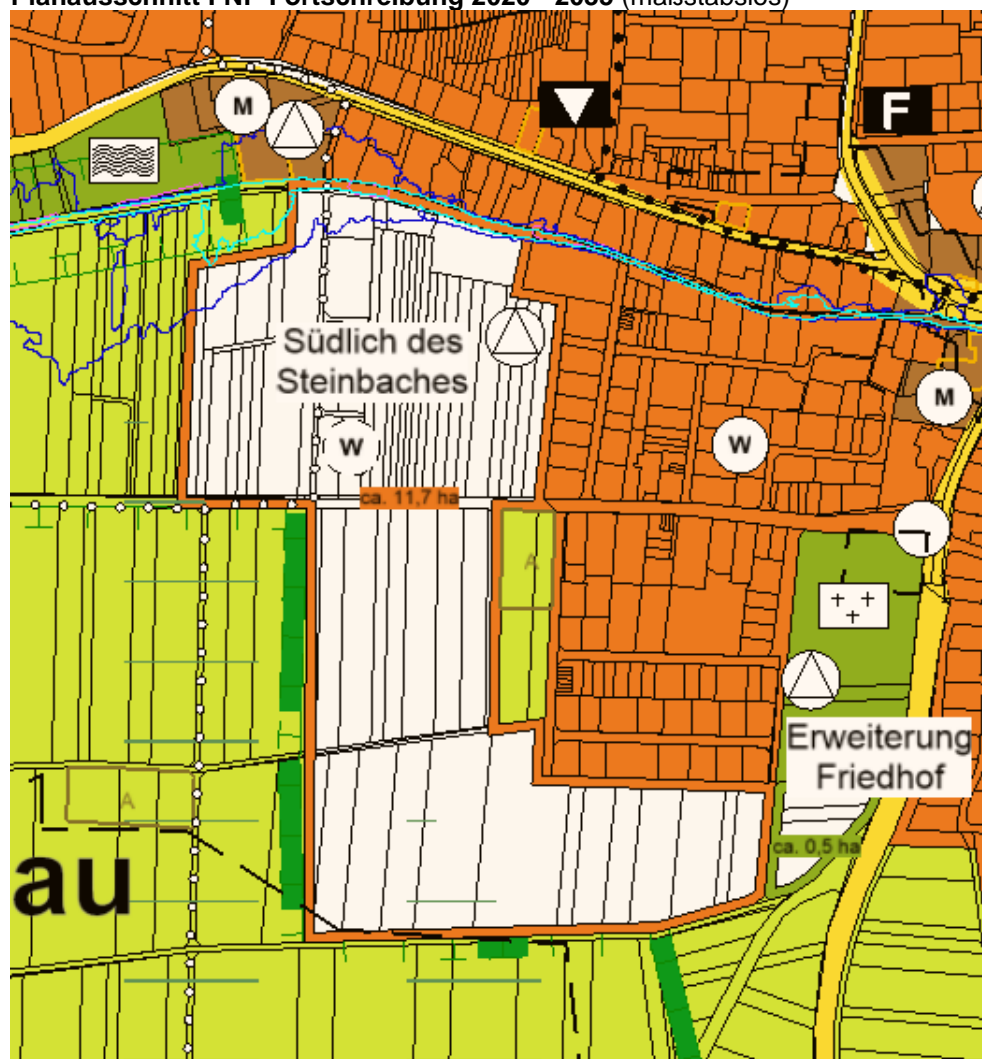 Planausschnitt FNP Fortschreibung 2020 - 2035 (maßstabslos)
M
F
Südlich des
Steinbaches
M
W
W
ca. 11,7 ha
A
Erweiterung
Friedhof
1
A
ca. 0,5 ha
au